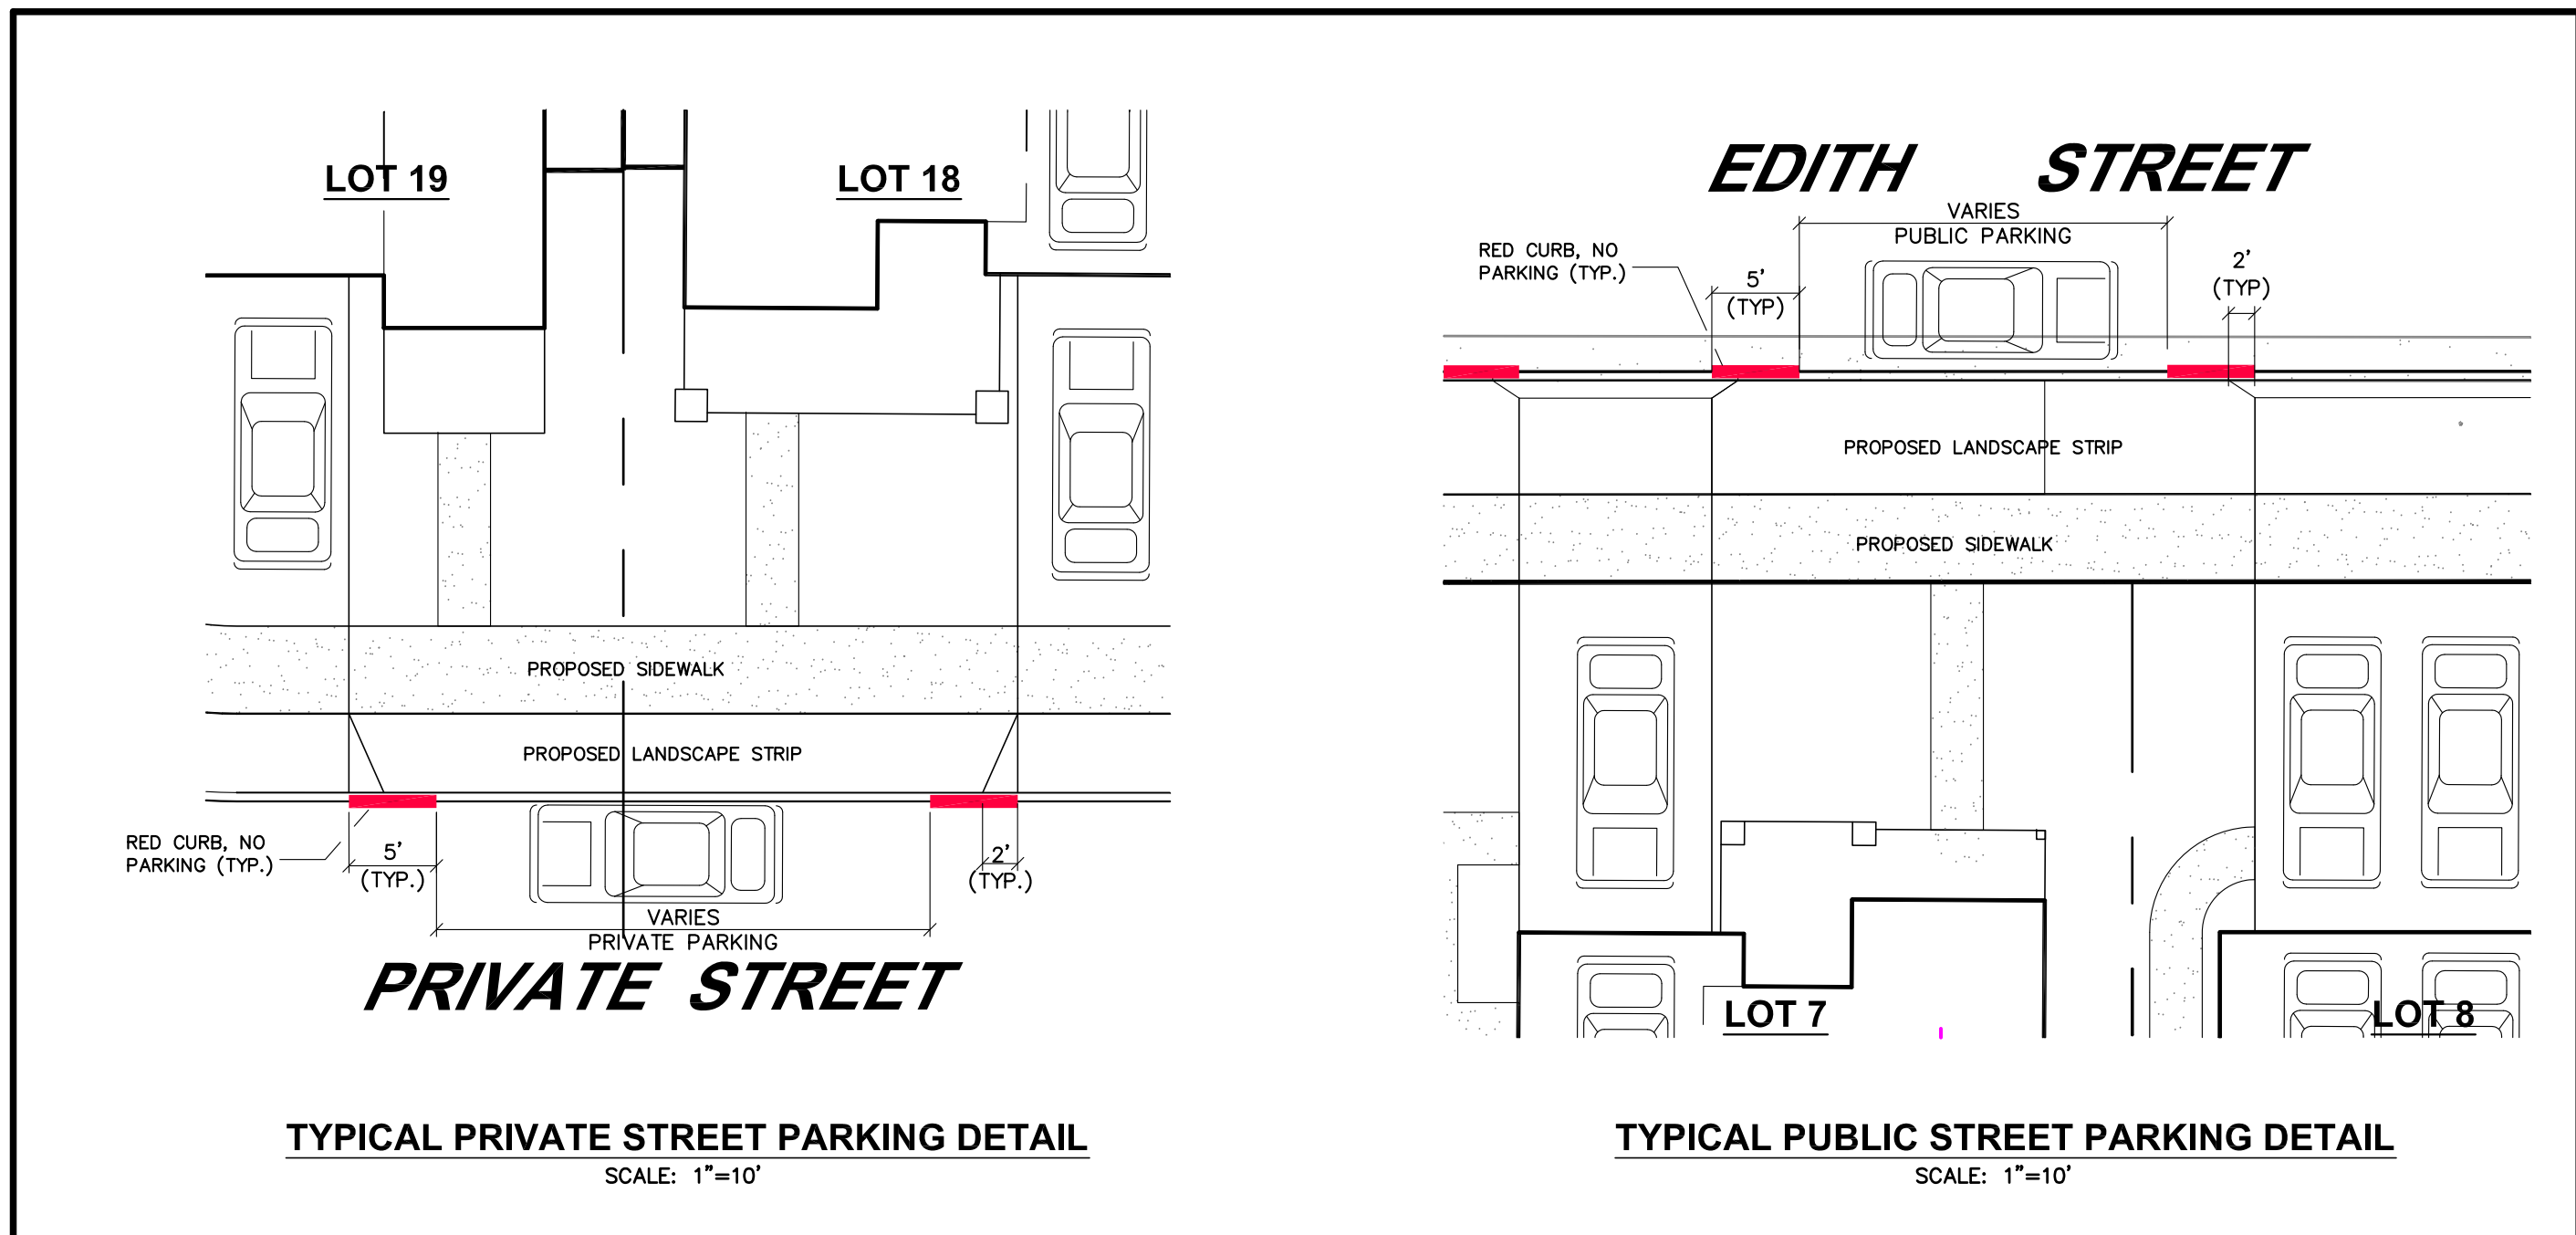 LOT 19
LOT 18
PROPOSED SIDEWALK
PROPOSED LANDSCAPE STRIP
RED CURB, NO
PARKING (TYP.)
5'
(TYP.)
2'
(TYP.)
VARIES
PRIVATE PARKING
PRIVATE STREET
TYPICAL PRIVATE STREET PARKING DETAIL
SCALE: 1"=10'
EDITH STREET
VARIES
PUBLIC PARKING
RED CURB, NO
PARKING (TYP.)
5'
(TYP)
2'
(TYP)
PROPOSED LANDSCAPE STRIP
PROPOSED SIDEWALK
LOT 7
LOT 8
TYPICAL PUBLIC STREET PARKING DETAIL
SCALE: 1"=10'